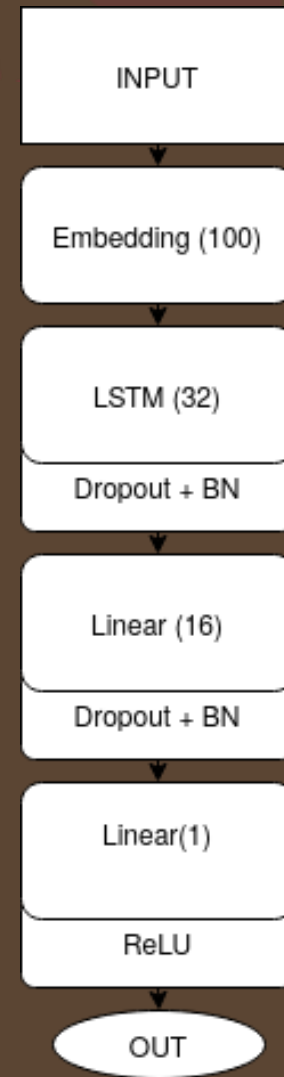 INPUT
Embedding (100)
LSTM (32)
Dropout + BN
Linear (16)
Dropout + BN
Linear(1)
ReLU
OUT